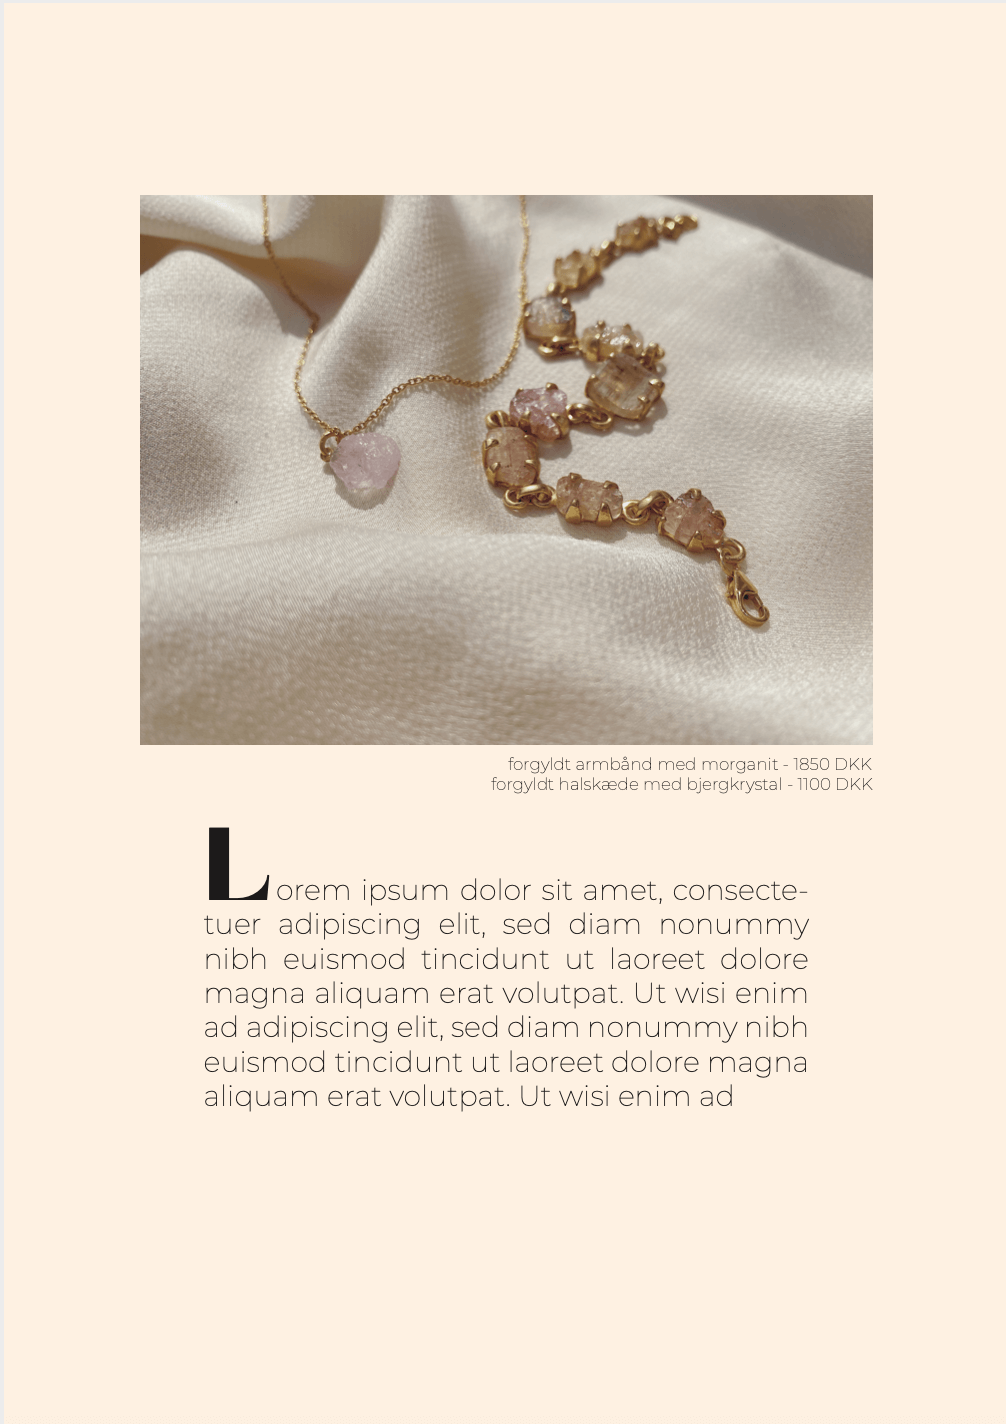 forgyldt armbånd med morganit - 1850 DKK
forgyldt halskæde med bjergkrystal - 1100 DKK
Lorem ipsum dolor sit amet, consecte-
tuer adipiscing elit, sed diam nonummy
nibh euismod tincidunt ut laoreet dolore
magna aliquam erat volutpat. Ut wisi enim
ad adipiscing elit, sed diam nonummy nibh
euismod tincidunt ut laoreet dolore magna
aliquam erat volutpat. Ut wisi enim ad